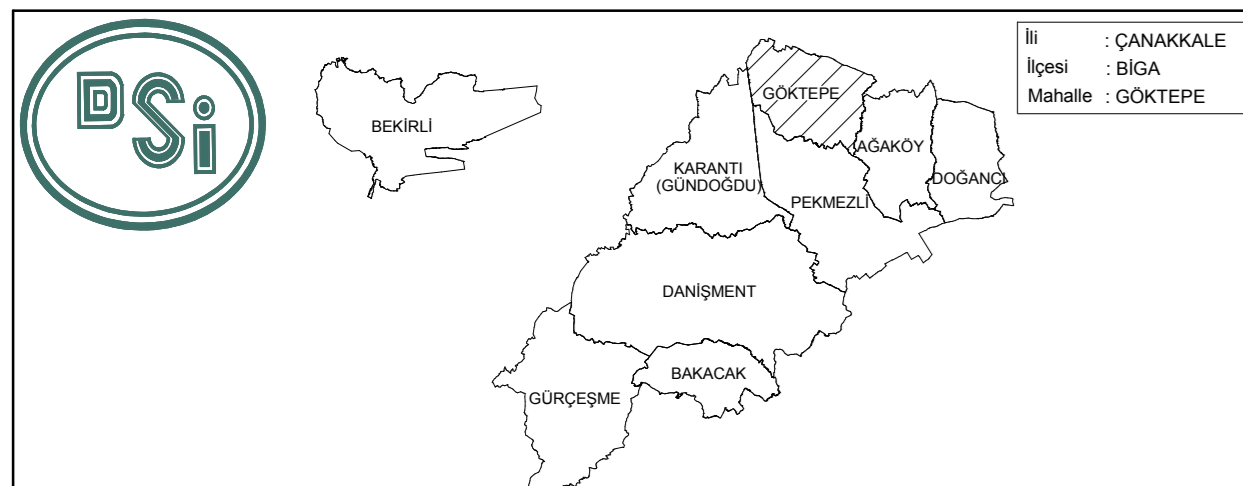 DSi
İli : ÇANAKKALE
İlçesi : BİGA
Mahalle : GÖKTEPE
BEKİRLİ
GÖKTEPE
AĞAKÖY
KARANTI
(GÜNDOĞDU)
DOĞANCI
PEKMEZLİ
DANİŞMENT
BAKACAK
GÜRÇEŞME